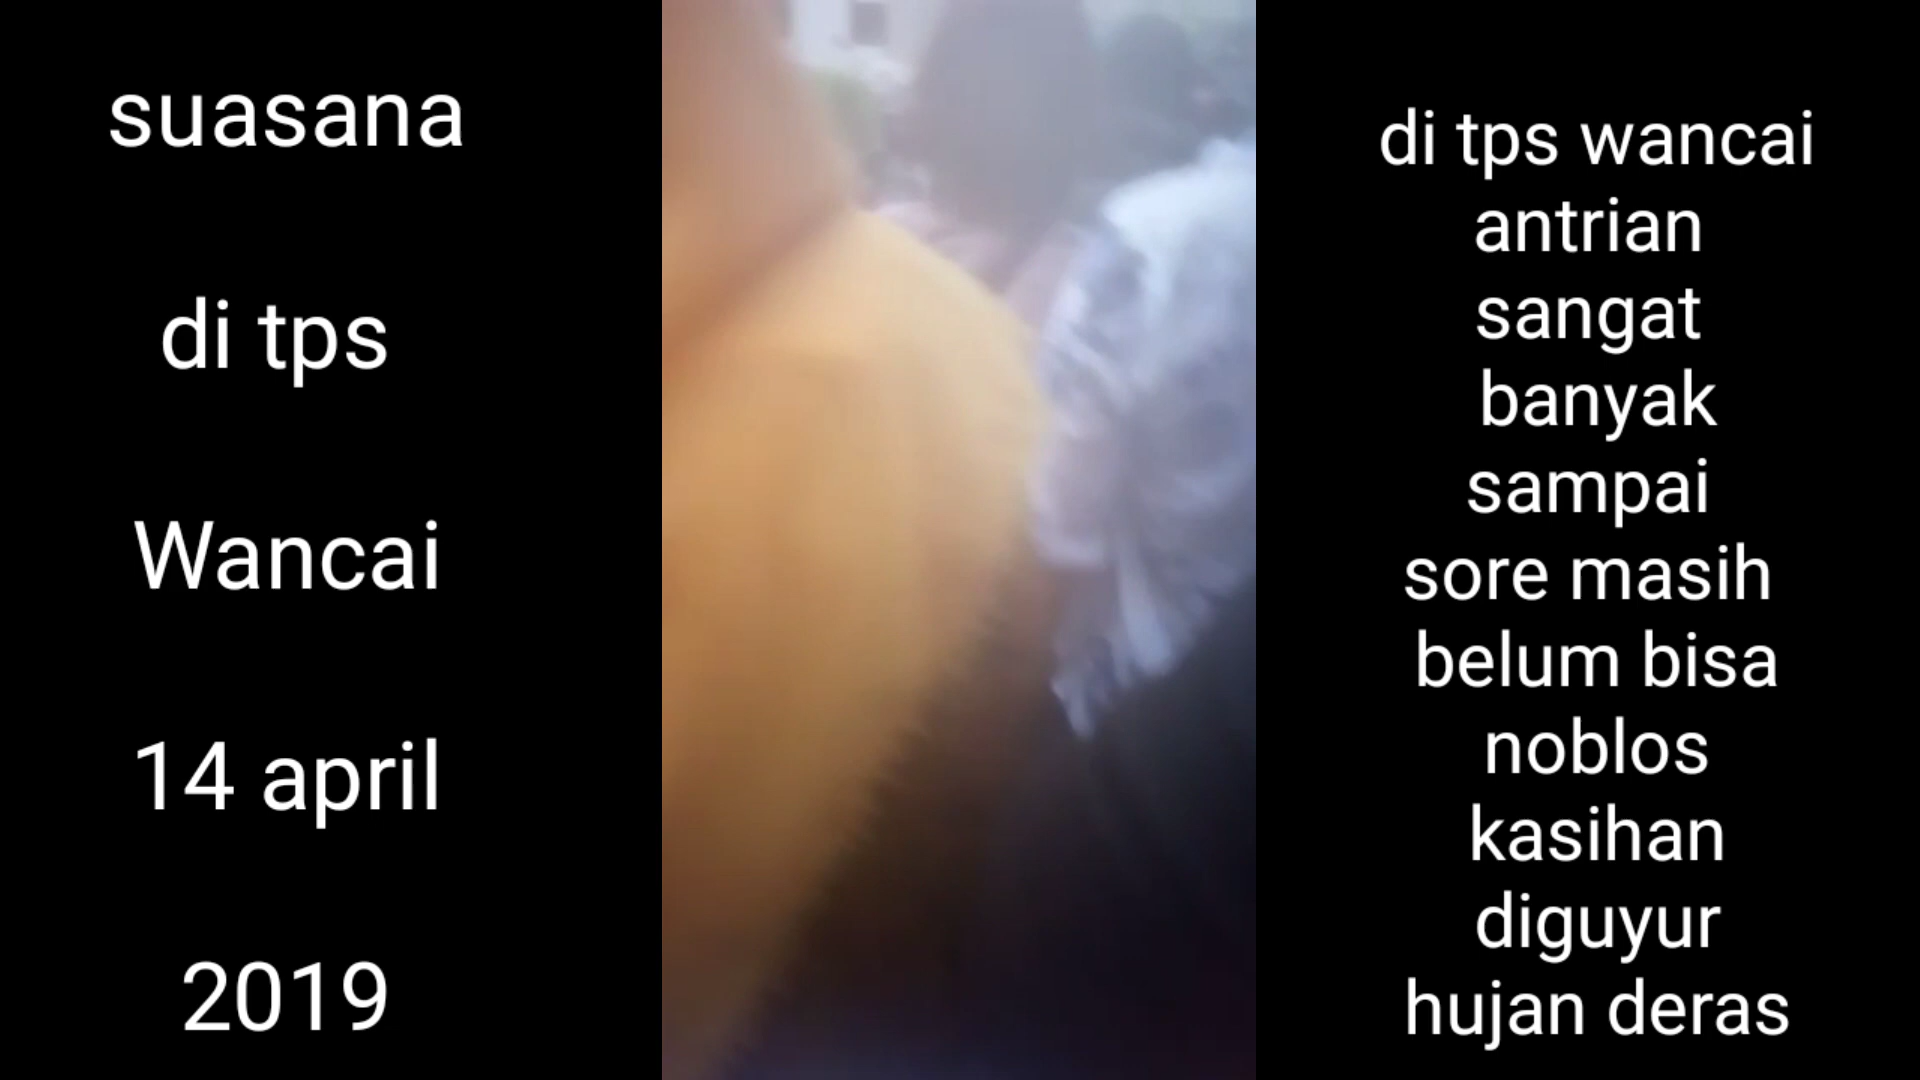 suasana
di tps
Wancai
14 april
2019
di tps wancai
antrian
sangat
banyak
sampai
sore masih
belum bisa
noblos
kasihan
diguyur
hujan deras